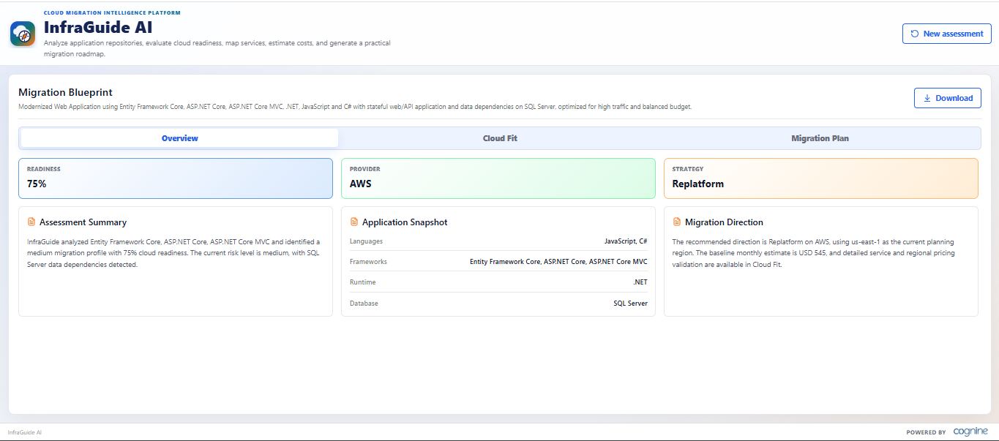 CLOUD MIGRATION INTELLIGENCE PLATFORM
InfraGuide AI
Analyze application repositories, evaluate cloud readiness, map services, estimate costs, and generate a practical
migration roadmap.
New assessment
Migration Blueprint
Modernized Web Application using Entity Framework Core, ASP.NET Core, ASP.NET Core MVC, .NET, JavaScript and C# with stateful web/API application and data dependencies on SQL Server, optimized for high traffic and balanced budget.
Download
Overview
Cloud Fit
Migration Plan
READINESS
75%
PROVIDER
AWS
STRATEGY
Replatform
Assessment Summary
InfraGuide analyzed Entity Framework Core, ASP.NET Core, ASP.NET Core MVC and identified a
medium migration profile with 75% cloud readiness. The current risk level is medium, with SQL
Server data dependencies detected.
Application Snapshot
Languages JavaScript, C#
Frameworks Entity Framework Core, ASP.NET Core, ASP.NET Core MVC
Runtime .NET
Database SQL Server
Migration Direction
The recommended direction is Replatform on AWS, using us-east-1 as the current planning
region. The baseline monthly estimate is USD 545, and detailed service and regional pricing
validation are available in Cloud Fit.
InfraGuide AI
POWERED BY cognine